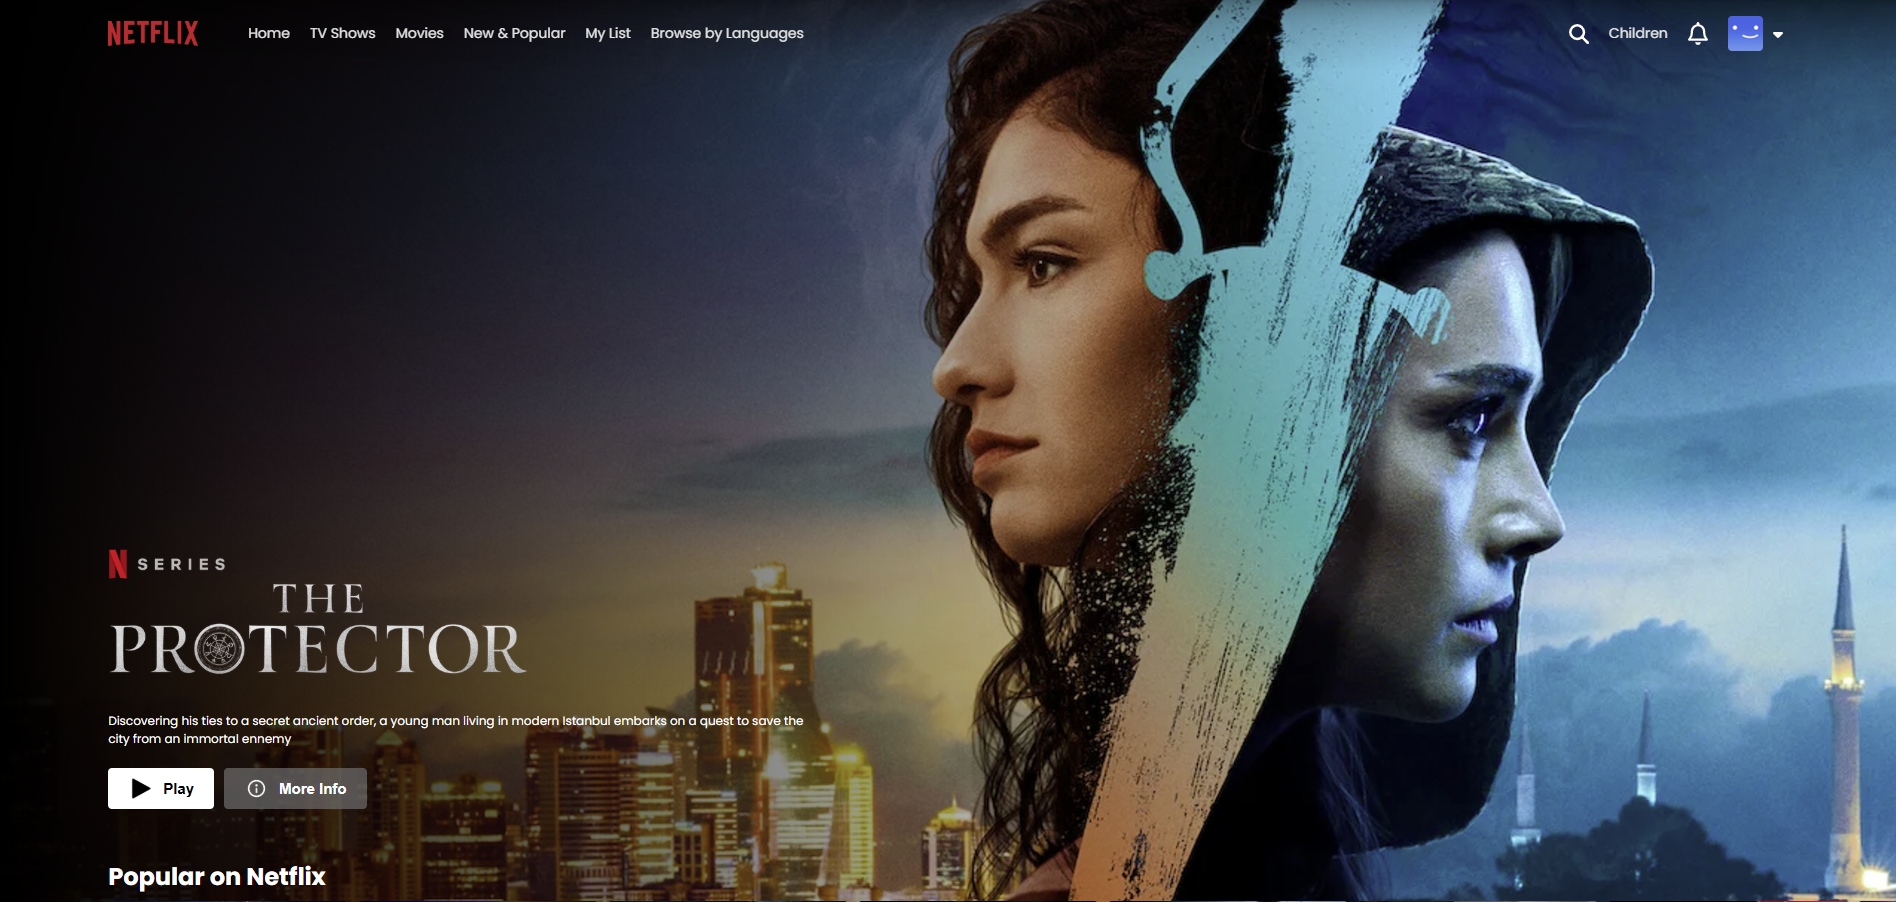 NETFLIX
Home TV Shows Movies New & Popular My List Browse by Languages
Children
N SERIES
THE
PROTECTOR
Discovering his ties to a secret ancient order, a young man living in modern Istanbul embarks on a quest to save the
city from an immortal ennemy
Play More Info
Popular on Netflix